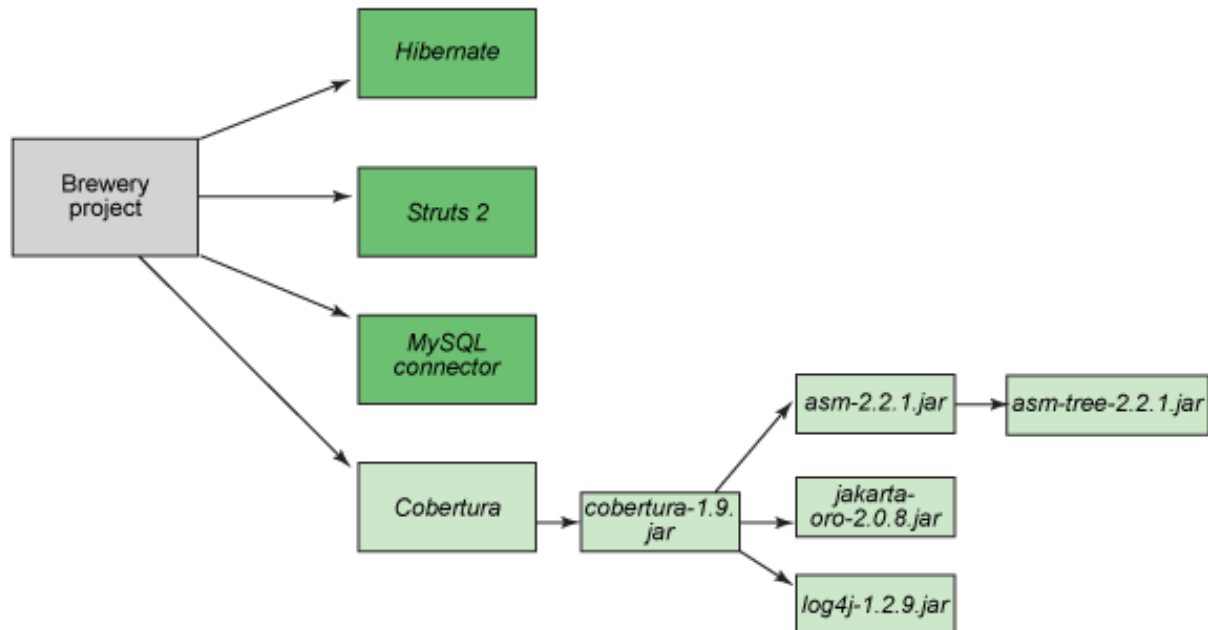 Hibernate
Brewery
project
Struts 2
MySQL
connector
asm-2.2.1.jar
asm-tree-2.2.1.jar
Cobertura
cobertura-1.9.
jar
jakarta-
oro-2.0.8.jar
log4j-1.2.9.jar